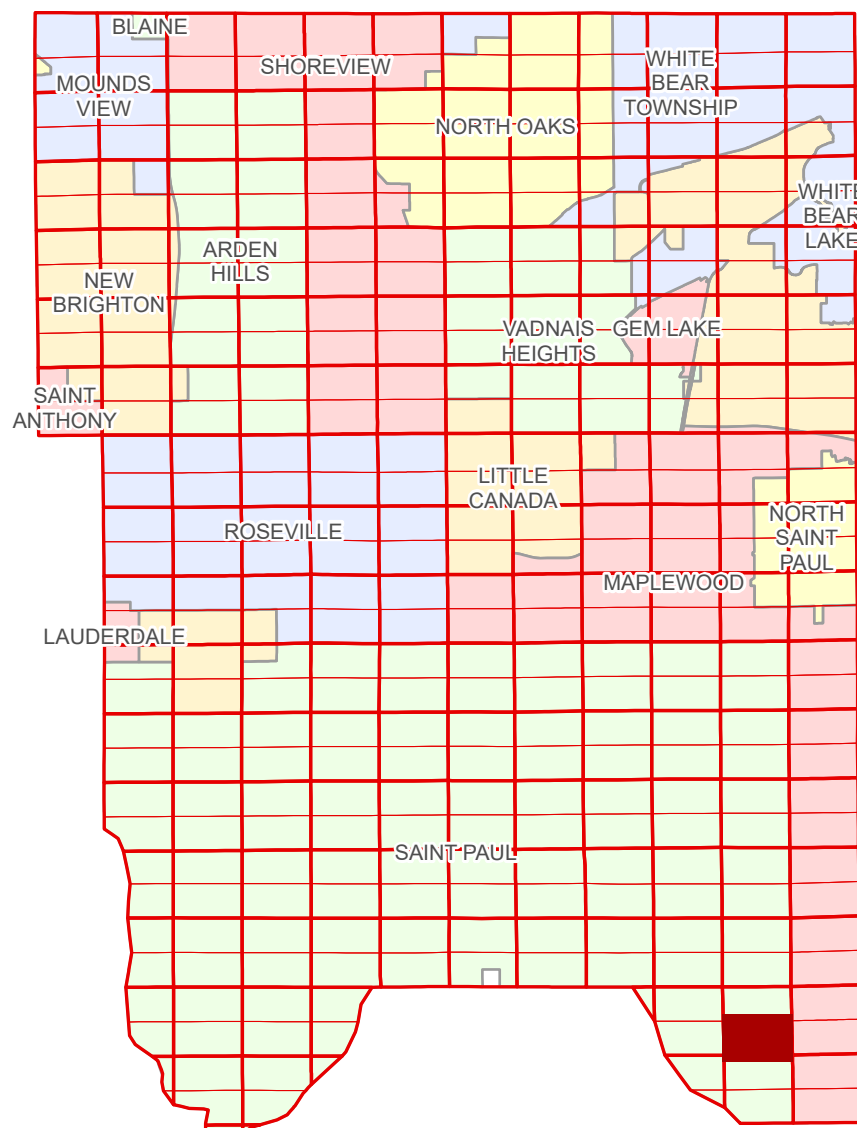 BLAINE
SHOREVIEW
WHITE
BEAR
TOWNSHIP
MOUNDS
VIEW
NORTH OAKS
WHITE
BEAR
LAKE
ARDEN
HILLS
NEW
BRIGHTON
VADNAIS
HEIGHTS
GEM LAKE
SAINT
ANTHONY
LITTLE
CANADA
NORTH
SAINT
PAUL
ROSEVILLE
MAPLEWOOD
LAUDERDALE
SAINT PAUL